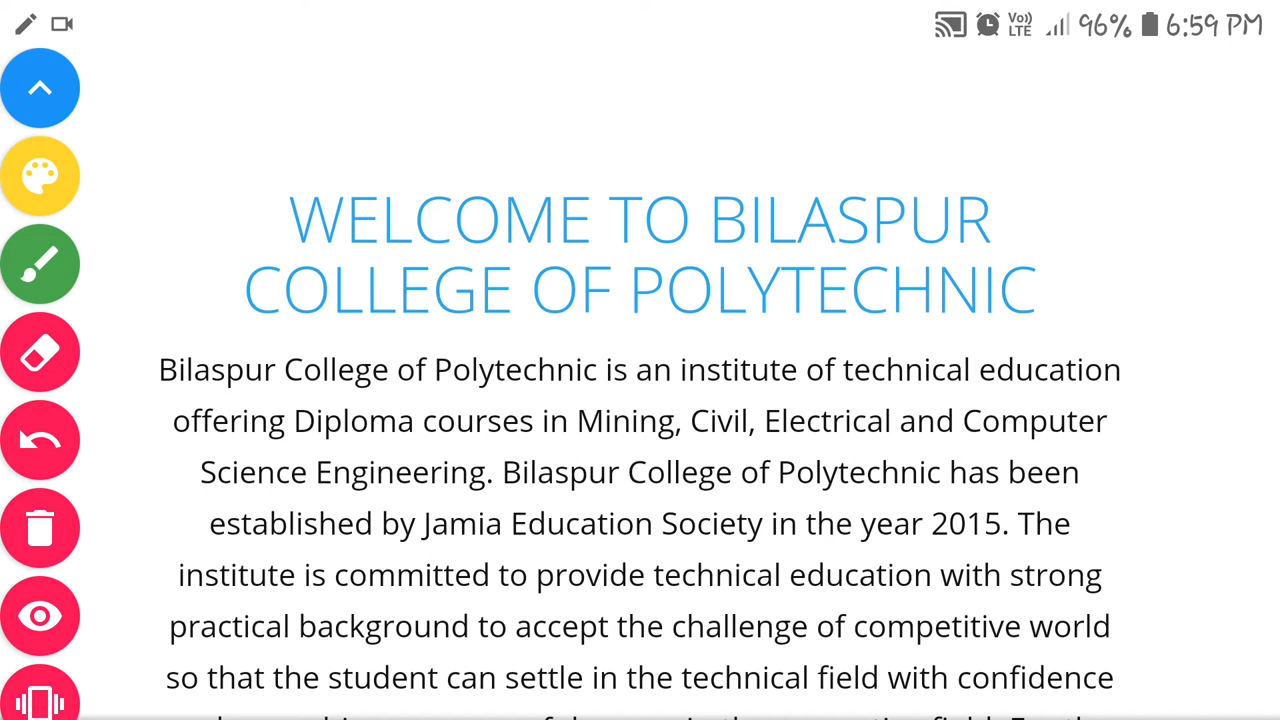 Vo)) LTE 96% 6:59 PM
WELCOME TO BILASPUR
COLLEGE OF POLYTECHNIC
Bilaspur College of Polytechnic is an institute of technical education
offering Diploma courses in Mining, Civil, Electrical and Computer
Science Engineering. Bilaspur College of Polytechnic has been
established by Jamia Education Society in the year 2015. The
institute is committed to provide technical education with strong
practical background to accept the challenge of competitive world
so that the student can settle in the technical field with confidence